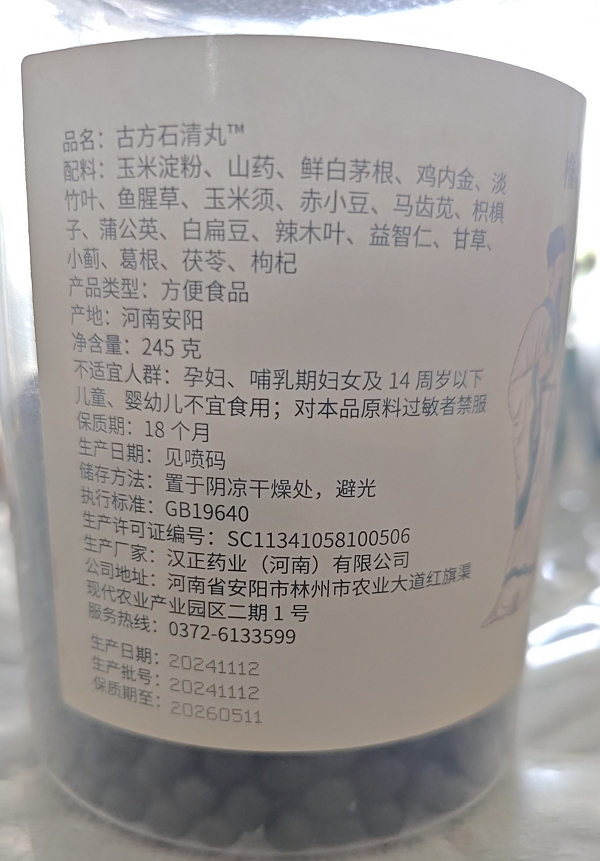 品名：古方石清丸™
配料：玉米淀粉、山药、鲜白茅根、鸡内金、淡
竹叶、鱼腥草、玉米须、赤小豆、马齿苋、枳椇
子、蒲公英、白扁豆、辣木叶、益智仁、甘草、
小蓟、葛根、茯苓、枸杞
产品类型：方便食品
产地：河南安阳
净含量：245 克
不适宜人群：孕妇、哺乳期妇女及 14 周岁以下
儿童、婴幼儿不宜食用；对本品原料过敏者禁服
保质期：18 个月
生产日期：见喷码
储存方法：置于阴凉干燥处，避光
执行标准：GB19640
生产许可证编号：SC11341058100506
生产厂家：汉正药业（河南）有限公司
公司地址：河南省安阳市林州市农业大道红旗渠
现代农业产业园区二期 1 号
服务热线：0372-6133599
生产日期：20241112
生产批号：20241112
保质期至：20260511